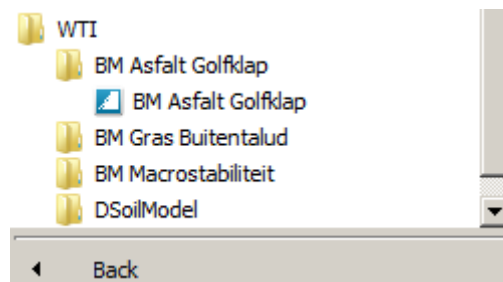 WTI
BM Asfalt Golfklap
BM Asfalt Golfklap
BM Gras Buitentalud
BM Macrostabiliteit
DSoilModel
Back